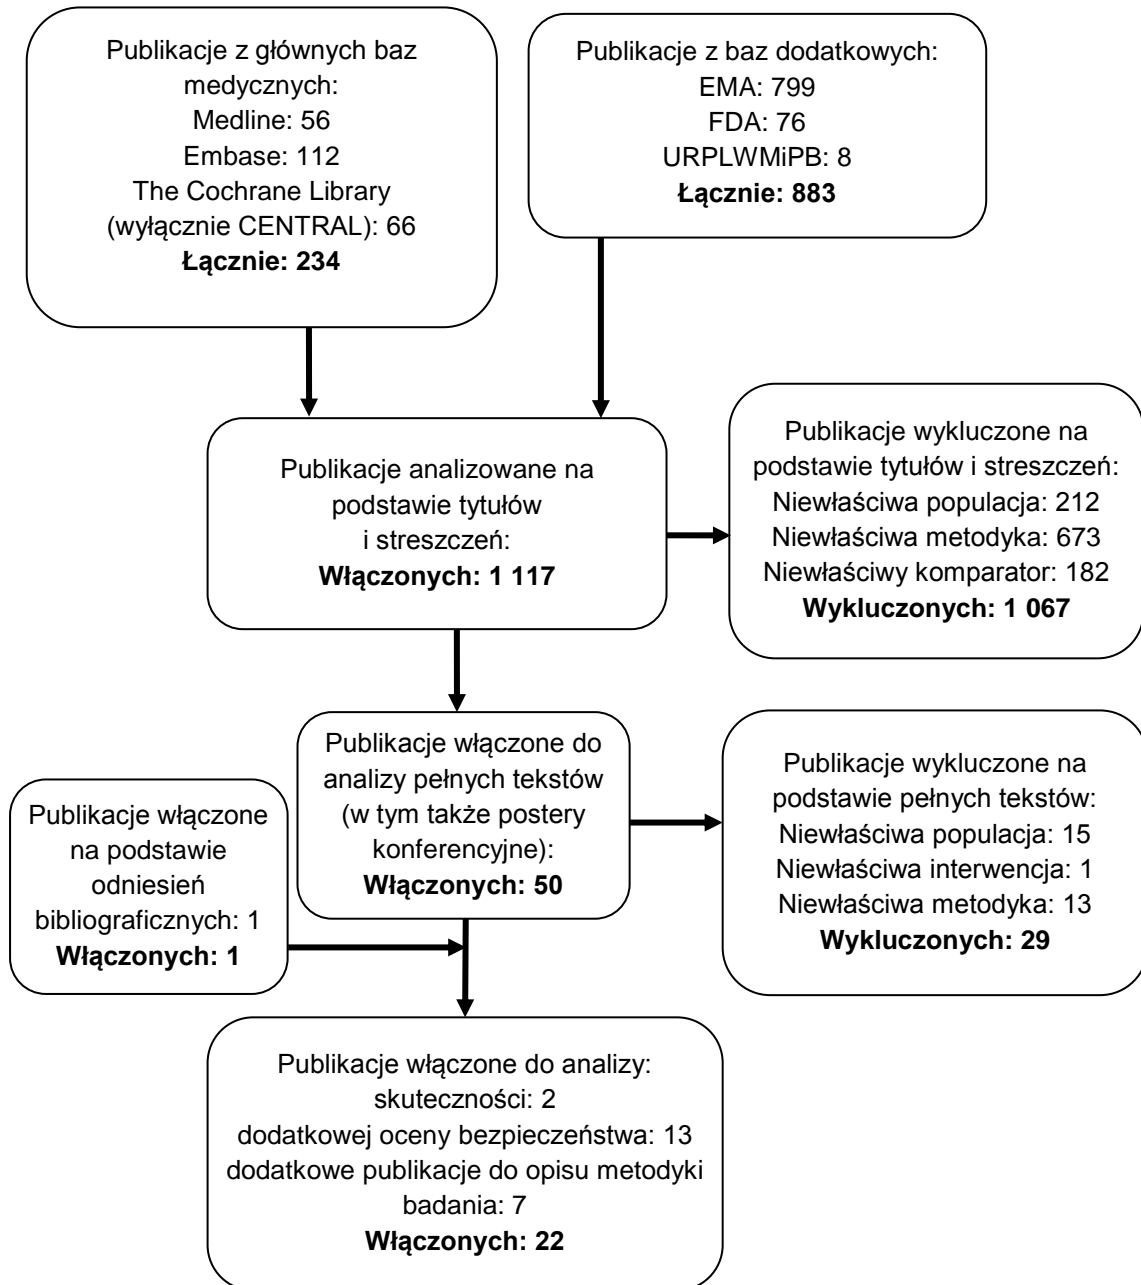 Publikacje z głównych baz
medycznych:
Medline: 56
Embase: 112
The Cochrane Library
(wyłącznie CENTRAL): 66
Łącznie: 234
Publikacje z baz dodatkowych:
EMA: 799
FDA: 76
URPLWMiPB: 8
Łącznie: 883
Publikacje analizowane na
podstawie tytułów
i streszczeń:
Włączonych: 1 117
Publikacje wykluczone na
podstawie tytułów i streszczeń:
Niewłaściwa populacja: 212
Niewłaściwa metodyka: 673
Niewłaściwy komparator: 182
Wykluczonych: 1 067
Publikacje włączone do
analizy pełnych tekstów
(w tym także postery
konferencyjne):
Włączonych: 50
Publikacje wykluczone na
podstawie pełnych tekstów:
Niewłaściwa populacja: 15
Niewłaściwa interwencja: 1
Niewłaściwa metodyka: 13
Wykluczonych: 29
Publikacje włączone
na podstawie
odniesień
bibliograficznych: 1
Włączonych: 1
Publikacje włączone do analizy:
skuteczności: 2
dodatkowej oceny bezpieczeństwa: 13
dodatkowe publikacje do opisu metodyki
badania: 7
Włączonych: 22